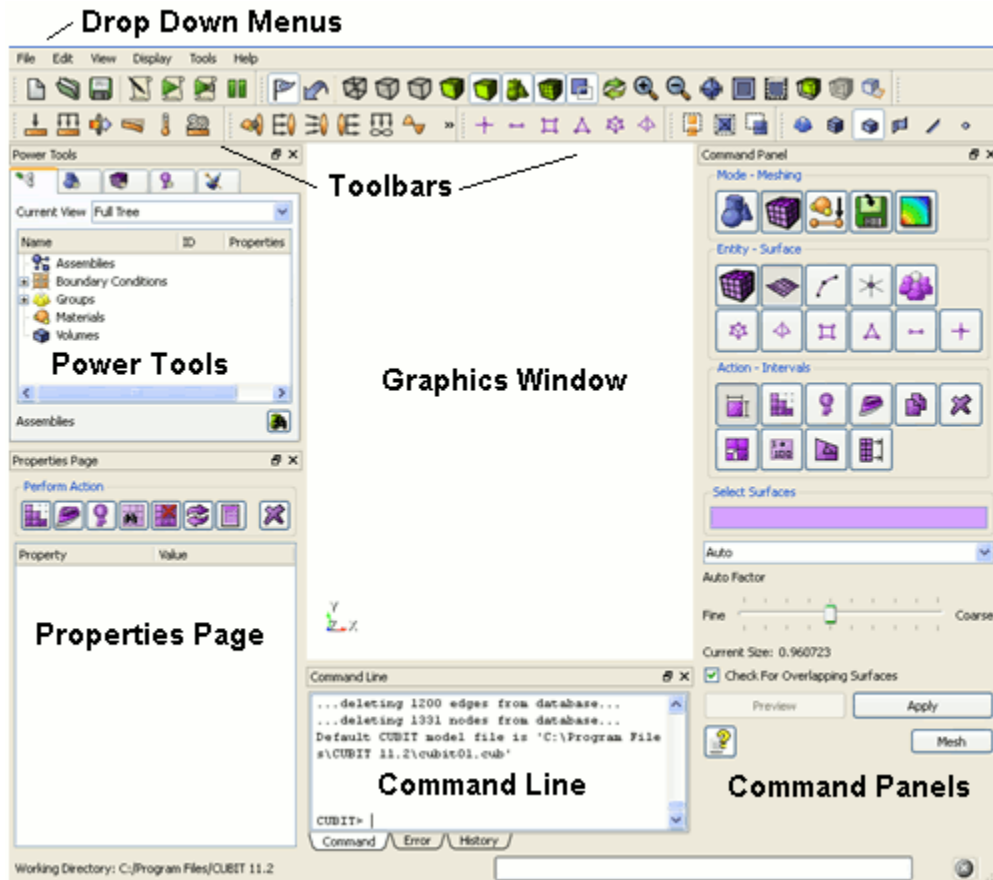 Drop Down Menus
File Edit View Display Tools Help
Toolbars
Power Tools
Current View Full Tree
Name ID Properties
Assemblies
Boundary Conditions
Groups
Materials
Volumes
Power Tools
Assemblies
Properties Page
Perform Action
Property Value
Properties Page
Graphics Window
Y
Z X
Command Line
...deleting 1200 edges from database...
...deleting 1331 nodes from database...
Default CUBIT model file is 'C:\Program File
s\CUBIT 11.2\cubit01.cub'
Command Line
CUBIT>
Command Error History
Command Panel
Mode - Meshing
Entity - Surface
Action - Intervals
Select Surfaces
Auto
Auto Factor
Fine Coarse
Current Size: 0.960723
Check For Overlapping Surfaces
Preview Apply
Mesh
Command Panels
Working Directory: C:/Program Files/CUBIT 11.2